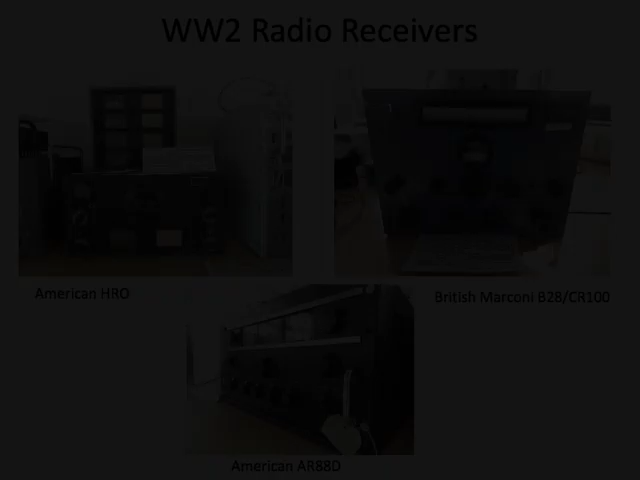 WW2 Radio Receivers
American HRO
British Marconi B28/CR100
American AR88D